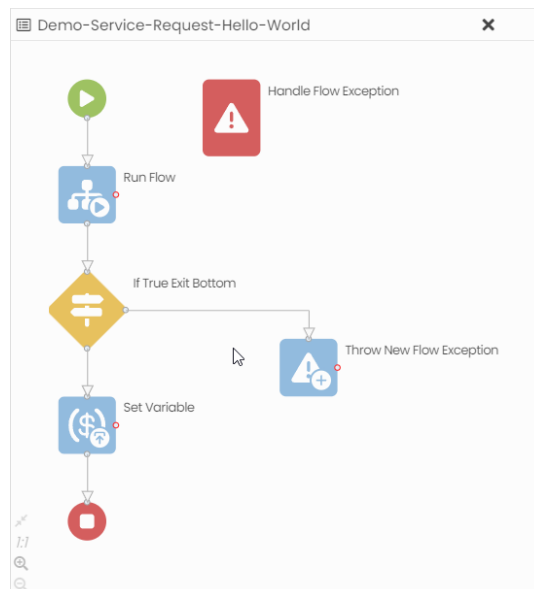 Demo-Service-Request-Hello-World
Handle Flow Exception
Run Flow
If True Exit Bottom
Throw New Flow Exception
Set Variable
1:1